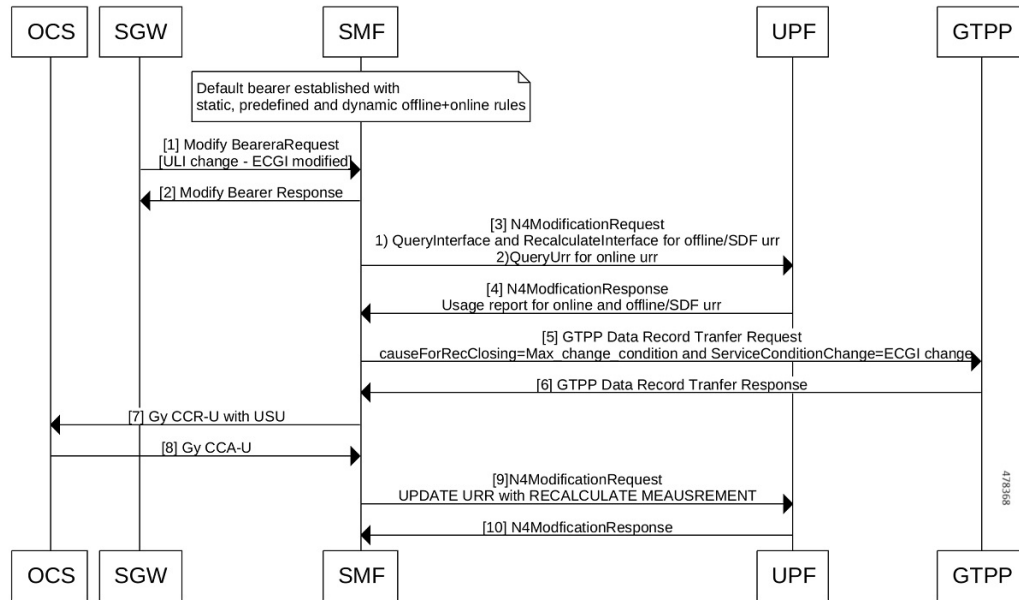 OCS SGW SMF UPF GTPP
Default bearer established with
static, predefined and dynamic offline+online rules
[1] Modify BeareraRequest
[ULI change - ECGI modified]
[2] Modify Bearer Response
[3] N4ModificationRequest
1) QueryInterface and RecalculateInterface for offline/SDF urr
2)QueryUrr for online urr
[4] N4ModficationResponse
Usage report for online and offline/SDF urr
[5] GTPP Data Record Tranfer Request
causeForRecClosing=Max_change_condition and ServiceConditionChange=ECGI change
[6] GTPP Data Record Tranfer Response
[7] Gy CCR-U with USU
[8] Gy CCA-U
[9]N4ModificationRequest
UPDATE URR with RECALCULATE MEAUSREMENT
[10] N4ModficationResponse
478368
OCS SGW SMF UPF GTPP